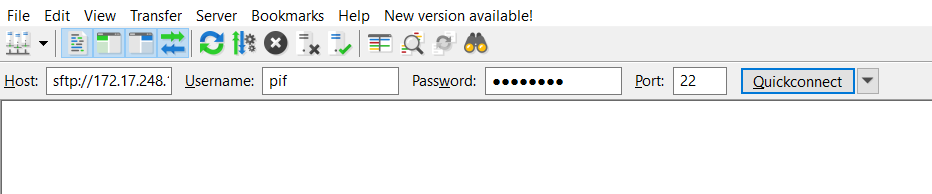 File Edit View Transfer Server Bookmarks Help New version available!
Host: sftp://172.17.248. Username: pif Password: ●●●●●●●● Port: 22 Quickconnect